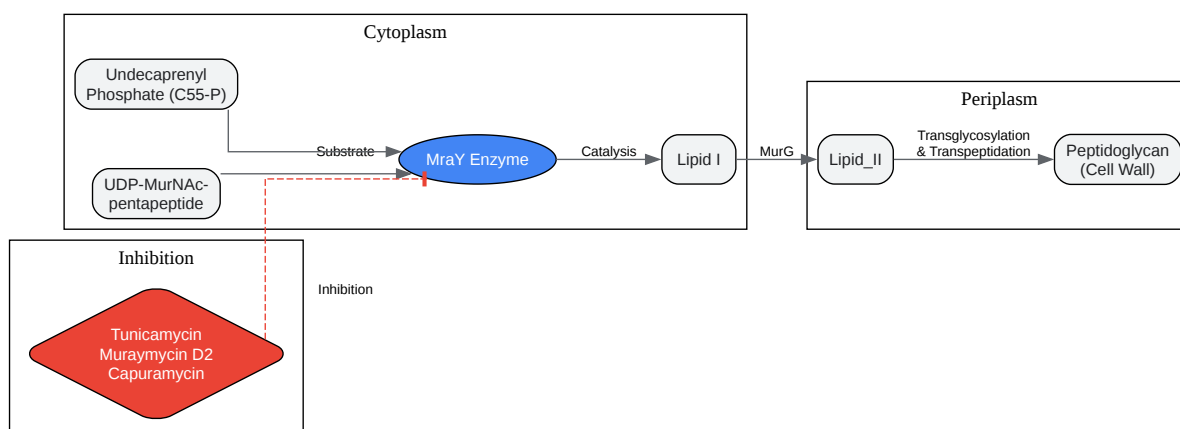 Cytoplasm
Undecaprenyl
Phosphate (C55-P)
Substrate
MraY Enzyme
Catalysis
Lipid I
MurG
UDP-MurNAc-
pentapeptide
Periplasm
Lipid_II
Transglycosylation
& Transpeptidation
Peptidoglycan
(Cell Wall)
Inhibition
Inhibition
Tunicamycin
Muraymycin D2
Capuramycin